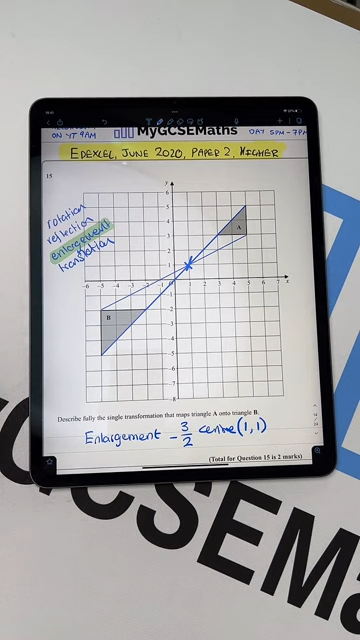 ON YT 9AM
MyGCSEMaths
DAY 5PM-7PM
EDEXCEL, JUNE 2020, PAPER 2, HIGHER
15
rotation
reflection
enlargement
translation
y
6
5
4
3
2
1
-6 -5 -4 -3 -2 -1 O 1 2 3 4 5 6 x
-1
-2
-3
-4
-5
-6
-7
-8
A
B
Describe fully the single transformation that maps triangle A onto triangle B.
Enlargement - 3/2 centre (1, 1)
(Total for Question 15 is 2 marks)
GCSEMa